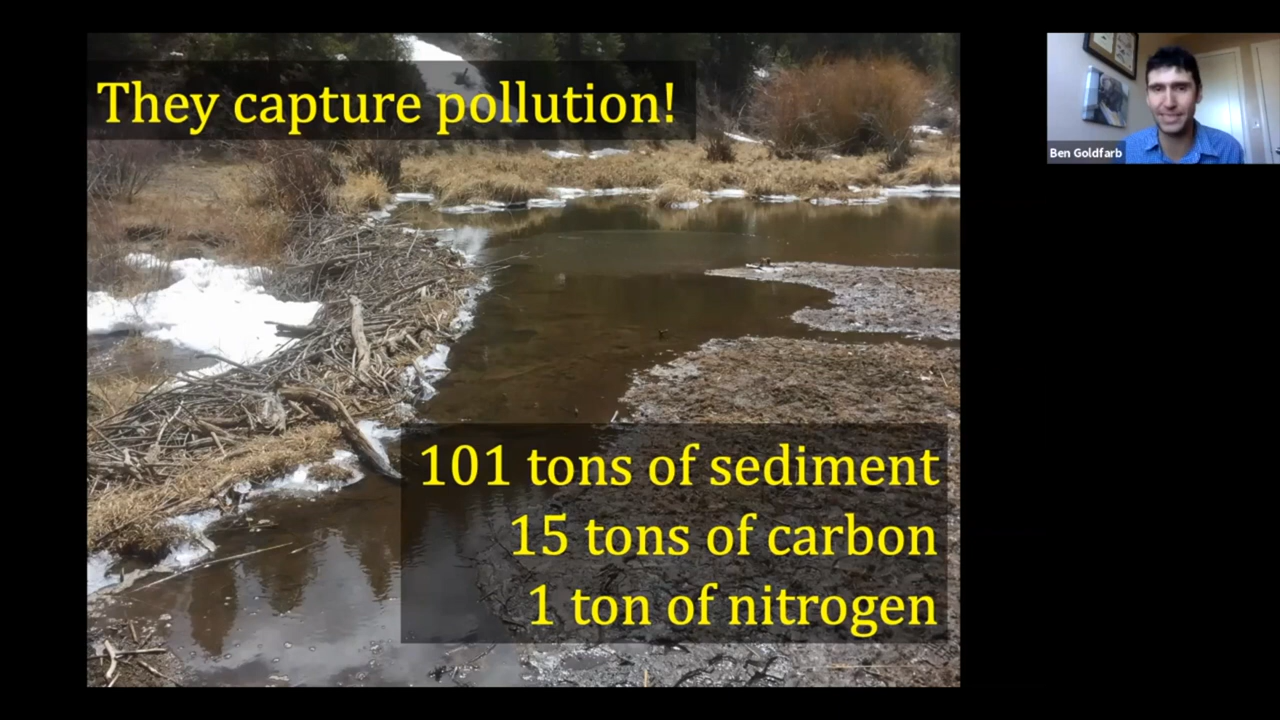 They capture pollution!
Ben Goldfarb
101 tons of sediment
15 tons of carbon
1 ton of nitrogen